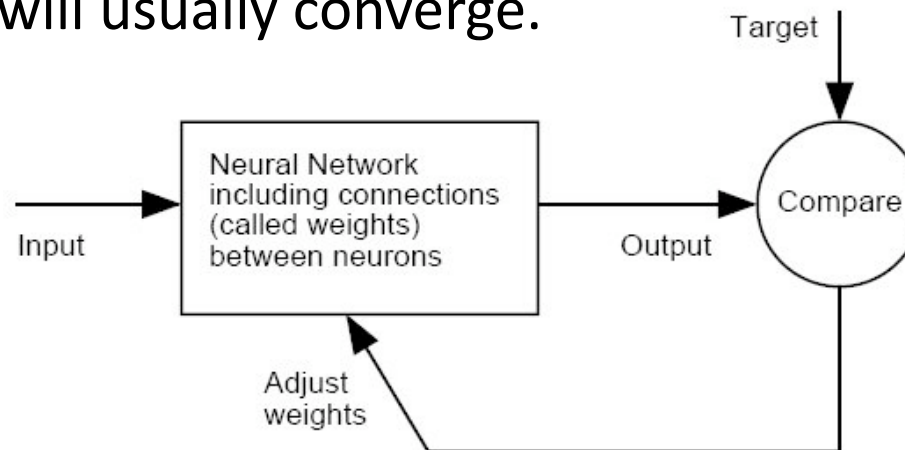 will usually converge.
Target
Neural Network
including connections
(called weights)
between neurons
Compare
Input
Output
Adjust
weights